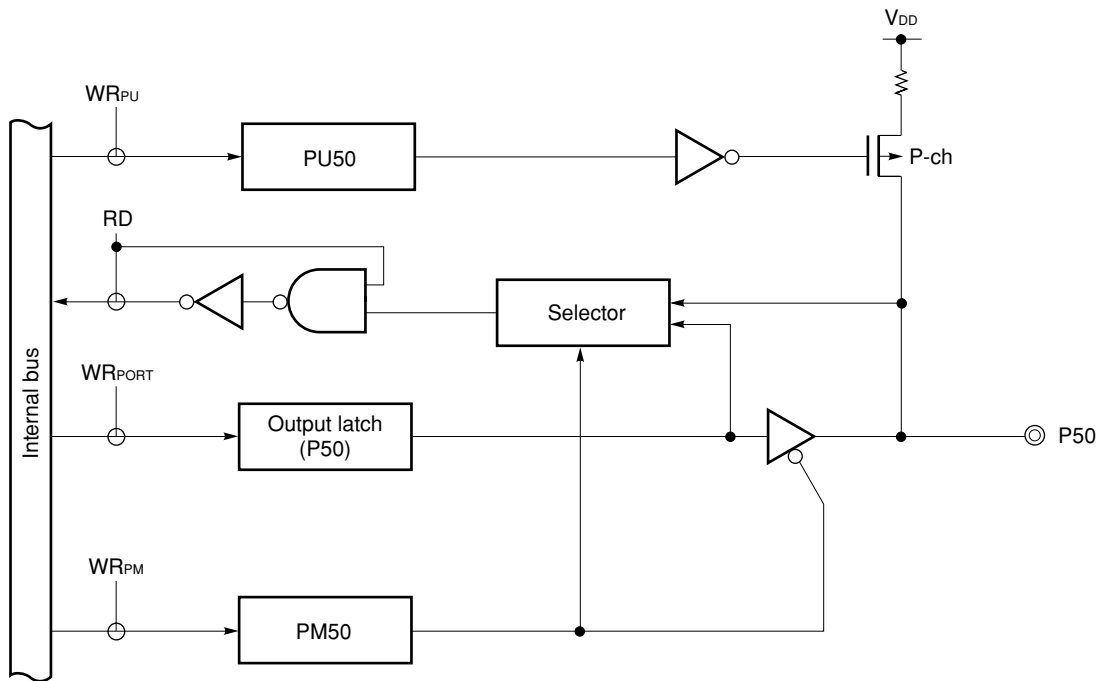 VDD
WRPU
PU50
P-ch
RD
Selector
Internal bus
WRPORT
Output latch
(P50)
P50
WRPM
PM50